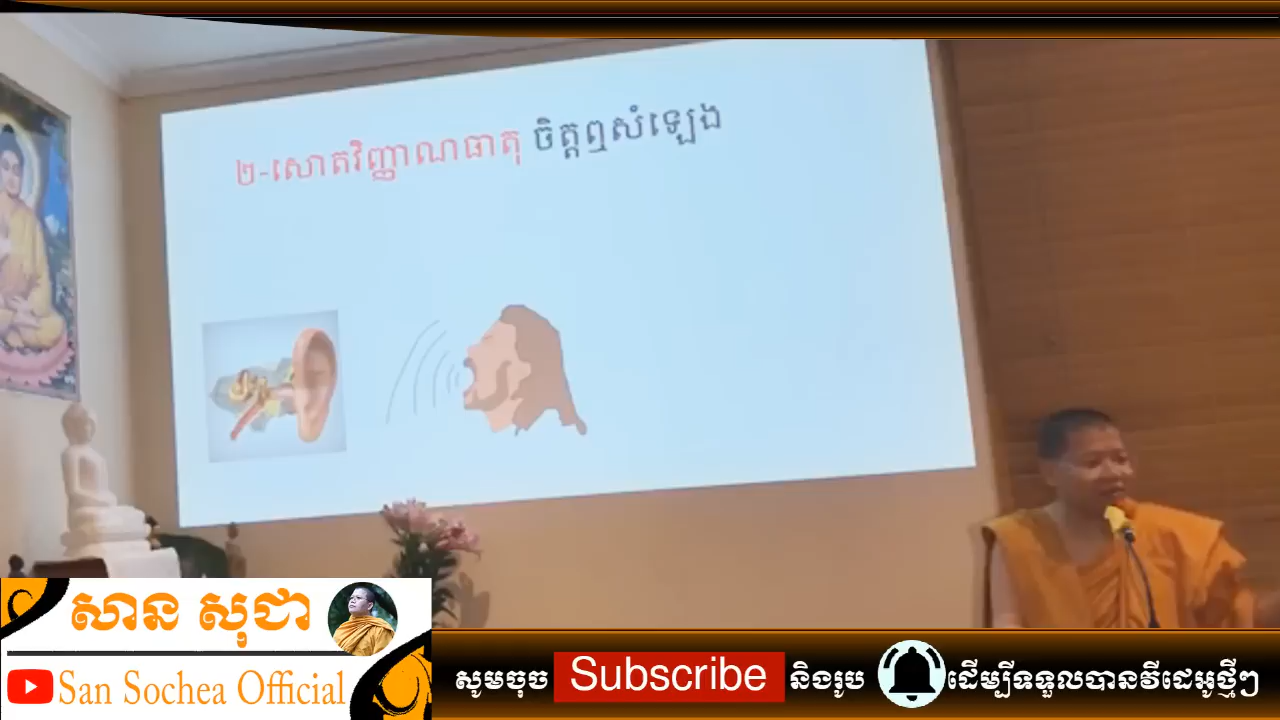 ២-សោតវិញ្ញាណធាតុ ចិត្តឮសំឡេង
សាន សុជា
San Sochea Official
សូមចុច Subscribe និងរូប ដើម្បីទទួលបានវីដេអូថ្មីៗ